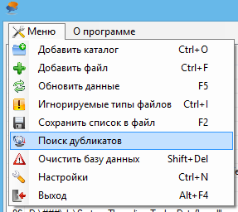 Меню О программе
Добавить каталог Ctrl+O
Добавить файл Ctrl+F
Обновить данные F5
Игнорируемые типы файлов Ctrl+I
Сохранить список в файл F2
Поиск дубликатов
Очистить базу данных Shift+Del
Настройки Ctrl+N
Выход Alt+F4